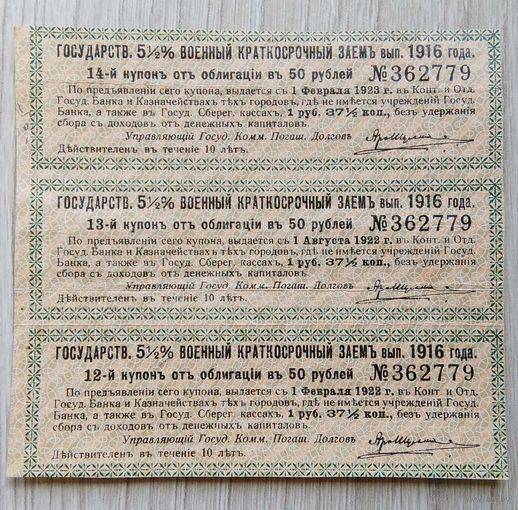 ГОСУДАРСТВ. 5½% ВОЕННЫЙ КРАТКОСРОЧНЫЙ ЗАЕМЪ вып. 1916 года.
14-й купонъ отъ облигаціи въ 50 рублей №362779
По предъявленіи сего купона, выдается съ 1 Февраля 1923 г. въ Конт. и Отд.
Госуд. Банка и Казначействахъ тѣхъ городовъ, гдѣ не имѣется учрежденій Госуд.
Банка, а также въ Госуд. Сберег. кассахъ, 1 руб. 37½ коп., безъ удержанія
сбора съ доходовъ отъ денежныхъ капиталовъ.
Управляющій Госуд. Комм. Погаш. Долговъ
Дѣйствителенъ въ теченіе 10 лѣтъ.
ГОСУДАРСТВ. 5½% ВОЕННЫЙ КРАТКОСРОЧНЫЙ ЗАЕМЪ вып. 1916 года.
13-й купонъ отъ облигаціи въ 50 рублей №362779
По предъявленіи сего купона, выдается съ 1 Августа 1922 г. въ Конт. и Отд.
Госуд. Банка и Казначействахъ тѣхъ городовъ, гдѣ не имѣется учрежденій Госуд.
Банка, а также въ Госуд. Сберег. кассахъ, 1 руб. 37½ коп., безъ удержанія
сбора съ доходовъ отъ денежныхъ капиталовъ.
Управляющій Госуд. Комм. Погаш. Долговъ
Дѣйствителенъ въ теченіе 10 лѣтъ.
ГОСУДАРСТВ. 5½% ВОЕННЫЙ КРАТКОСРОЧНЫЙ ЗАЕМЪ вып. 1916 года.
12-й купонъ отъ облигаціи въ 50 рублей №362779
По предъявленіи сего купона, выдается съ 1 Февраля 1922 г. въ Конт. и Отд.
Госуд. Банка и Казначействахъ тѣхъ городовъ, гдѣ не имѣется учрежденій Госуд.
Банка, а также въ Госуд. Сберег. кассахъ, 1 руб. 37½ коп., безъ удержанія
сбора съ доходовъ отъ денежныхъ капиталовъ.
Управляющій Госуд. Комм. Погаш. Долговъ
Дѣйствителенъ въ теченіе 10 лѣтъ.